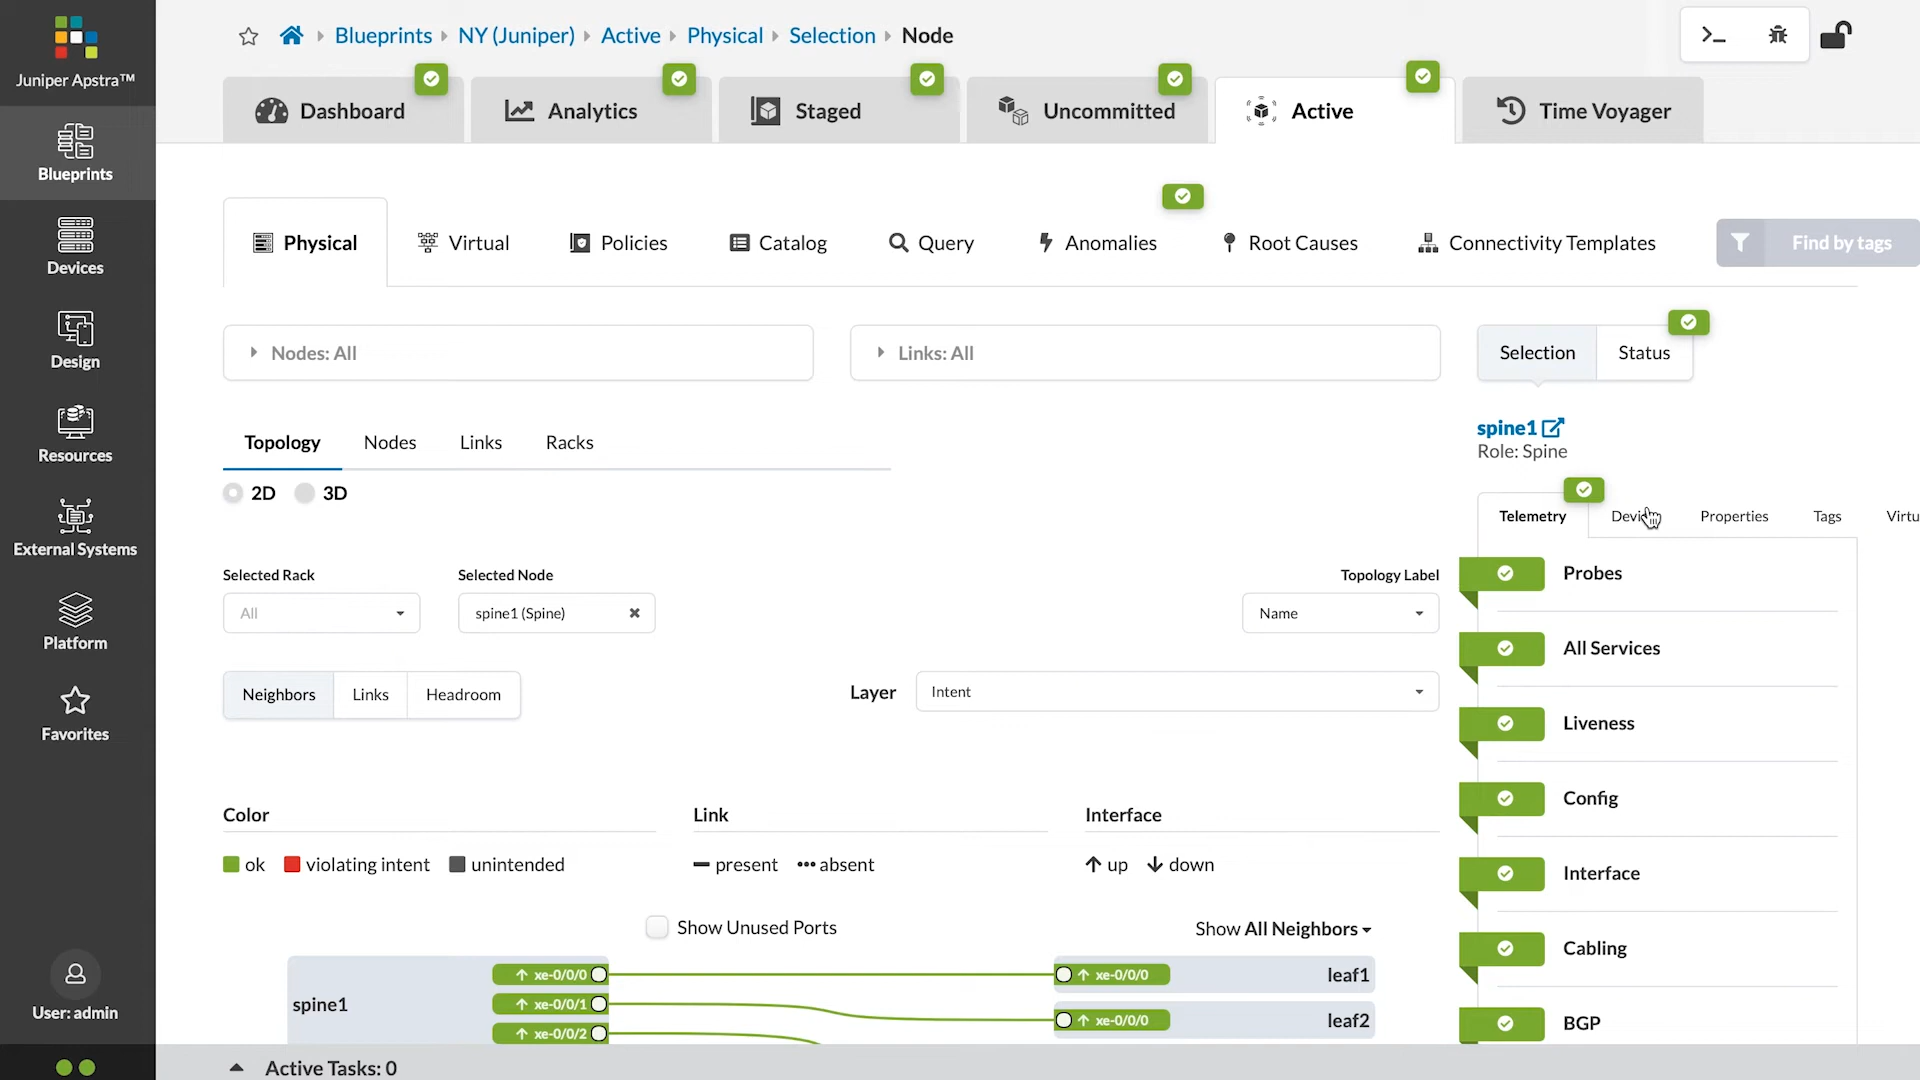 Juniper Apstra™
Blueprints
Devices
Design
Resources
External Systems
Platform
Favorites
User: admin
Blueprints
NY (Juniper)
Active
Physical
Selection
Node
Dashboard
Analytics
Staged
Uncommitted
Active
Time Voyager
Physical
Virtual
Policies
Catalog
Query
Anomalies
Root Causes
Connectivity Templates
Find by tags
Nodes: All
Links: All
Selection
Status
spine1
Role: Spine
Topology
Nodes
Links
Racks
2D
3D
Telemetry
Properties
Tags
Virtu
Selected Rack
Selected Node
Topology Label
All
spine1 (Spine)
Name
Neighbors
Links
Headroom
Layer
Intent
Probes
All Services
Liveness
Config
Interface
Cabling
BGP
Color
Link
Interface
ok
violating intent
unintended
present
absent
up
down
Show Unused Ports
Show All Neighbors
spine1
xe-0/0/0
xe-0/0/1
xe-0/0/2
xe-0/0/0
leaf1
xe-0/0/0
leaf2
Active Tasks: 0